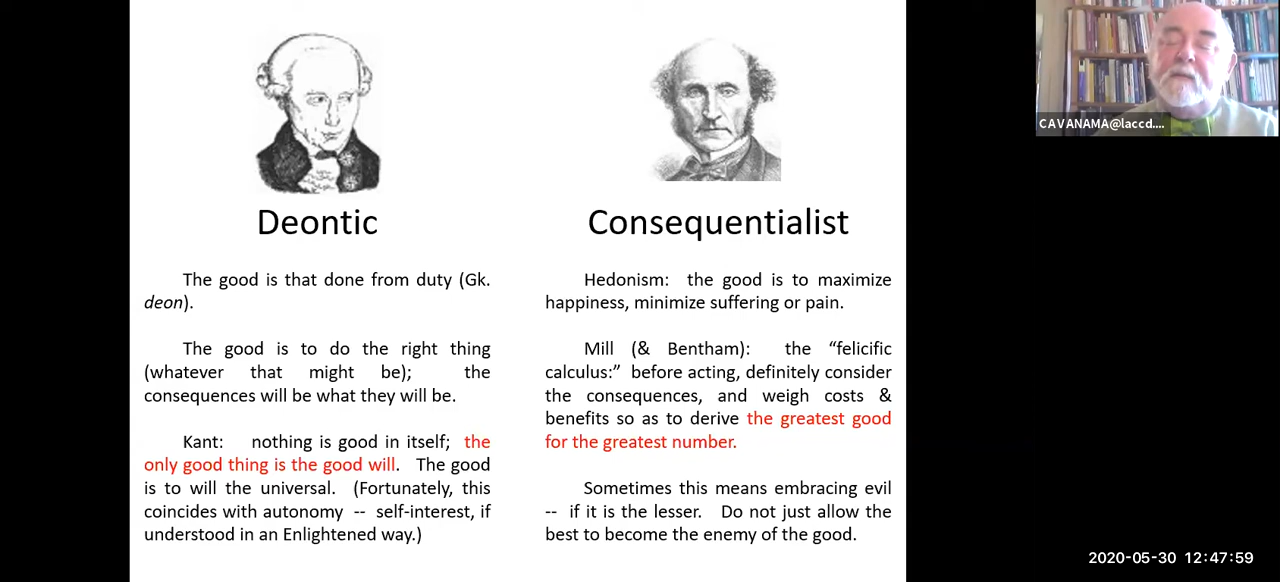 Deontic
The good is that done from duty (Gk.
deon).
The good is to do the right thing
(whatever that might be); the
consequences will be what they will be.
Kant: nothing is good in itself; the
only good thing is the good will. The good
is to will the universal. (Fortunately, this
coincides with autonomy -- self-interest, if
understood in an Enlightened way.)
Consequentialist
Hedonism: the good is to maximize
happiness, minimize suffering or pain.
Mill (& Bentham): the “felicific
calculus:” before acting, definitely consider
the consequences, and weigh costs &
benefits so as to derive the greatest good
for the greatest number.
Sometimes this means embracing evil
-- if it is the lesser. Do not just allow the
best to become the enemy of the good.
CAVANAMA@laccd....
2020-05-30 12:47:59